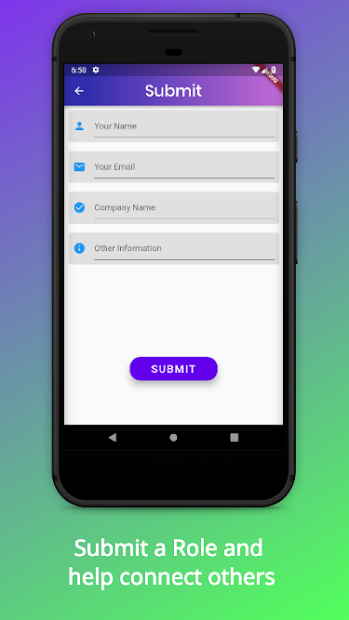 6:50
Submit
Your Name
Your Email
Company Name
Other Information
SUBMIT
Submit a Role and
help connect others